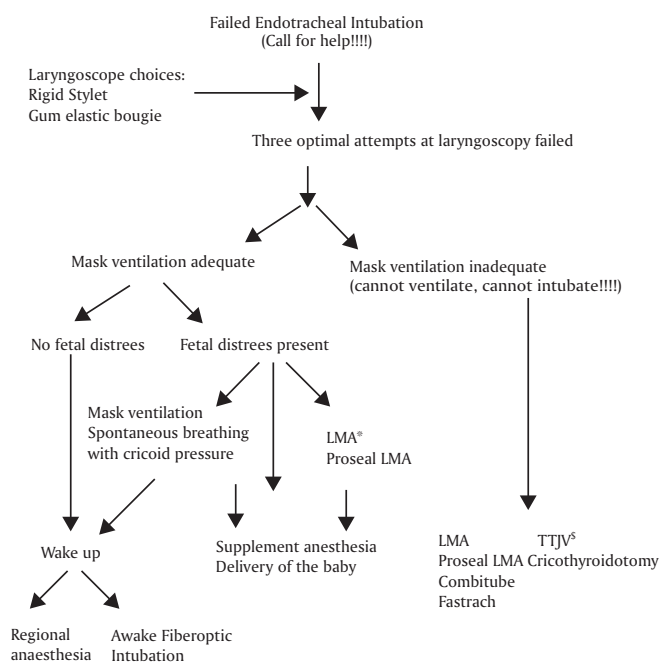 Failed Endotracheal Intubation
(Call for help!!!!)
Laryngoscope choices:
Rigid Stylet
Gum elastic bougie
Three optimal attempts at laryngoscopy failed
Mask ventilation adequate
Mask ventilation inadequate
(cannot ventilate, cannot intubate!!!!)
No fetal distrees
Fetal distrees present
Mask ventilation
Spontaneous breathing
with cricoid pressure
LMA*
Proseal LMA
Wake up
Supplement anesthesia
Delivery of the baby
LMA TTJV$
Proseal LMA Cricothyroidotomy
Combitube
Fastrach
Regional
anaesthesia
Awake Fiberoptic
Intubation